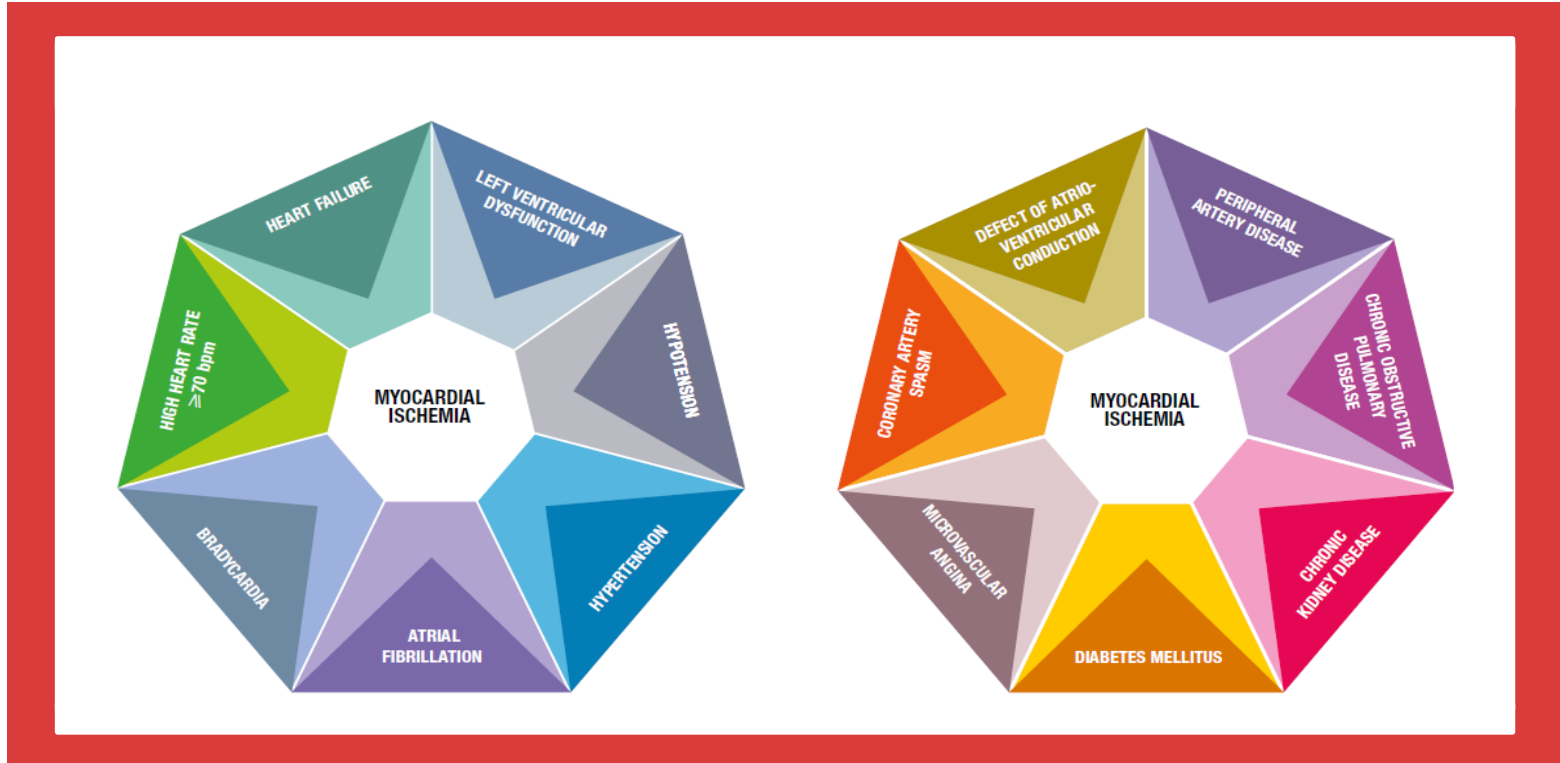 HEART FAILURE
LEFT VENTRICULAR
DYSFUNCTION
HYPOTENSION
HYPERTENSION
ATRIAL
FIBRILLATION
BRADYCARDIA
HIGH HEART RATE
⩾70 bpm
MYOCARDIAL
ISCHEMIA
DEFECT OF ATRIO-
VENTRICULAR
CONDUCTION
PERIPHERAL
ARTERY DISEASE
CHRONIC OBSTRUCTIVE
PULMONARY
DISEASE
CHRONIC
KIDNEY DISEASE
DIABETES MELLITUS
MICROVASCULAR
ANGINA
CORONARY ARTERY
SPASM
MYOCARDIAL
ISCHEMIA